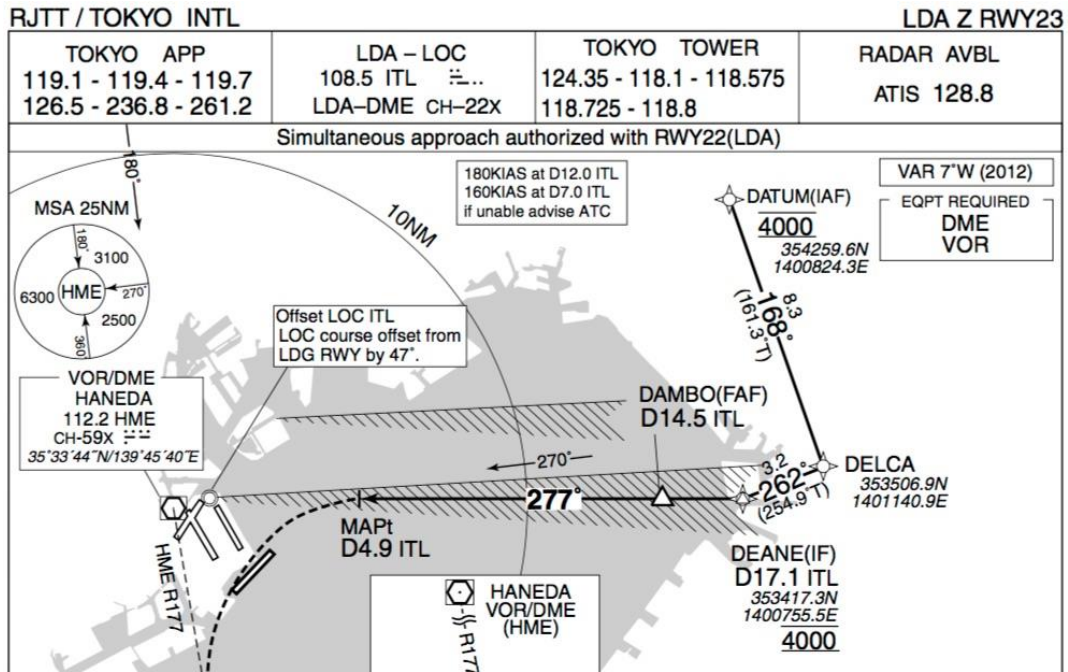 RJTT / TOKYO INTL
LDA Z RWY23
TOKYO APP
119.1 - 119.4 - 119.7
126.5 - 236.8 - 261.2
LDA – LOC
108.5 ITL
LDA–DME CH–22X
TOKYO TOWER
124.35 - 118.1 - 118.575
118.725 - 118.8
RADAR AVBL
ATIS 128.8
Simultaneous approach authorized with RWY22(LDA)
180°
MSA 25NM
180°
3100
6300
HME
270°
2500
360°
10NM
180KIAS at D12.0 ITL
160KIAS at D7.0 ITL
if unable advise ATC
VAR 7°W (2012)
EQPT REQUIRED
DME
VOR
DATUM(IAF)
4000
354259.6N
1400824.3E
8.3
168°
(161.3°T)
Offset LOC ITL
LOC course offset from
LDG RWY by 47°.
VOR/DME
HANEDA
112.2 HME
CH-59X
35°33´44˝N/139°45´40˝E
DAMBO(FAF)
D14.5 ITL
270°
277°
3.2
262°
(254.9°T)
DELCA
353506.9N
1401140.9E
MAPt
D4.9 ITL
HME R177
DEANE(IF)
D17.1 ITL
353417.3N
1400755.5E
4000
HANEDA
VOR/DME
(HME)
R177